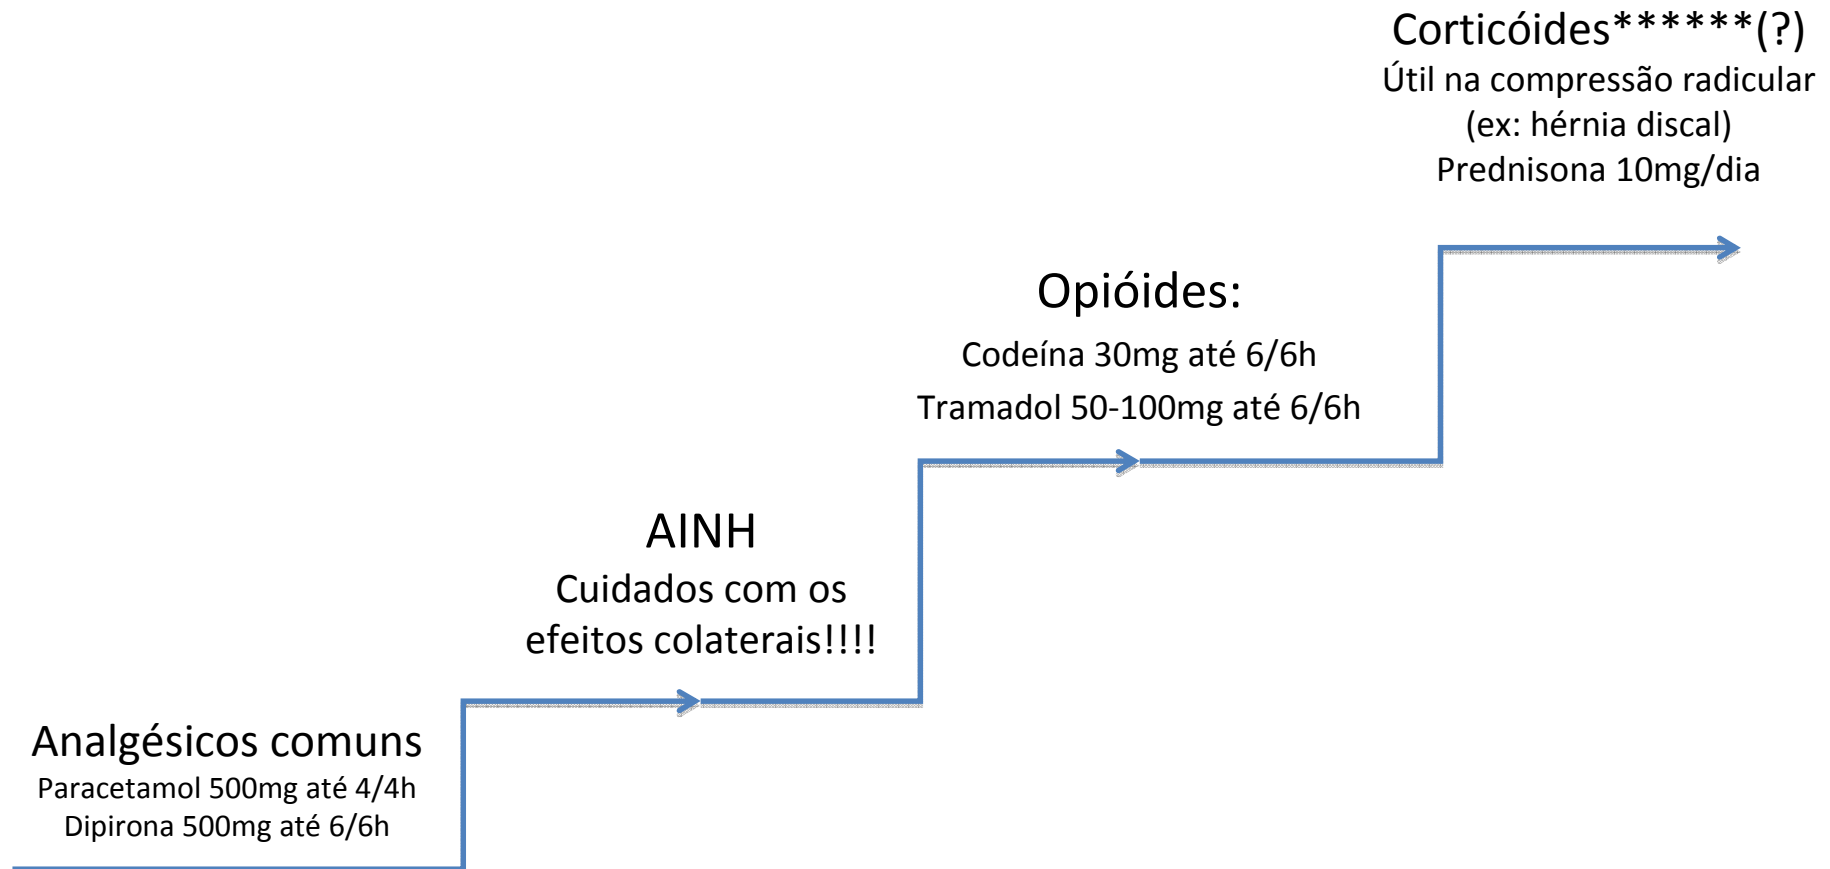 Corticóides******(?)
Útil na compressão radicular
(ex: hérnia discal)
Prednisona 10mg/dia
Opióides:
Codeína 30mg até 6/6h
Tramadol 50-100mg até 6/6h
AINH
Cuidados com os
efeitos colaterais!!!!
Analgésicos comuns
Paracetamol 500mg até 4/4h
Dipirona 500mg até 6/6h